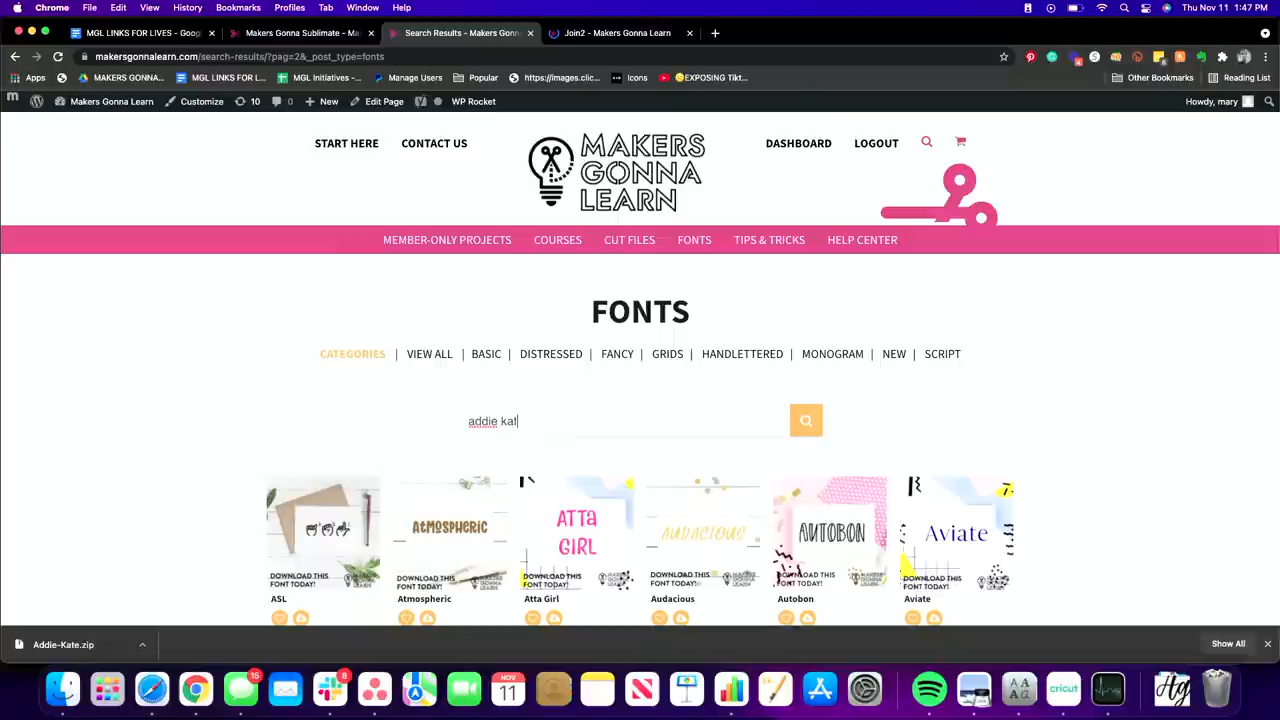 Chrome File Edit View History Bookmarks Profiles Tab Window Help Thu Nov 11 1:47 PM
MGL LINKS FOR LIVES - Goog
Makers Gonna Sublimate - Ma
Search Results - Makers Gonn
Join2 - Makers Gonna Learn
makersgonnalearn.com/search-results/?page=2&_post_type=fonts
Apps MAKERS GONNA... MGL LINKS FOR L... MGL Initiatives -... Manage Users Popular https://images.clic... Icons EXPOSING Tikt... Other Bookmarks Reading List
Makers Gonna Learn Customize 10 0 New Edit Page WP Rocket Howdy, mary
START HERE CONTACT US
MAKERS
GONNA
LEARN
DASHBOARD LOGOUT
MEMBER-ONLY PROJECTS COURSES CUT FILES FONTS TIPS & TRICKS HELP CENTER
FONTS
CATEGORIES | VIEW ALL | BASIC | DISTRESSED | FANCY | GRIDS | HANDLETTERED | MONOGRAM | NEW | SCRIPT
addie kat
ATMOSPHERIC
ATTA
GIRL
AUDACIOUS
AUTOBON
Aviate
DOWNLOAD THIS
FONT TODAY!
DOWNLOAD THIS
FONT TODAY!
DOWNLOAD THIS
FONT TODAY!
DOWNLOAD THIS
FONT TODAY!
DOWNLOAD THIS
FONT TODAY!
DOWNLOAD THIS
FONT TODAY!
ASL
Atmospheric
Atta Girl
Audacious
Autobon
Aviate
Addie-Kate.zip
Show All
15
8
NOV
11
AA
AG
cricut
Hg